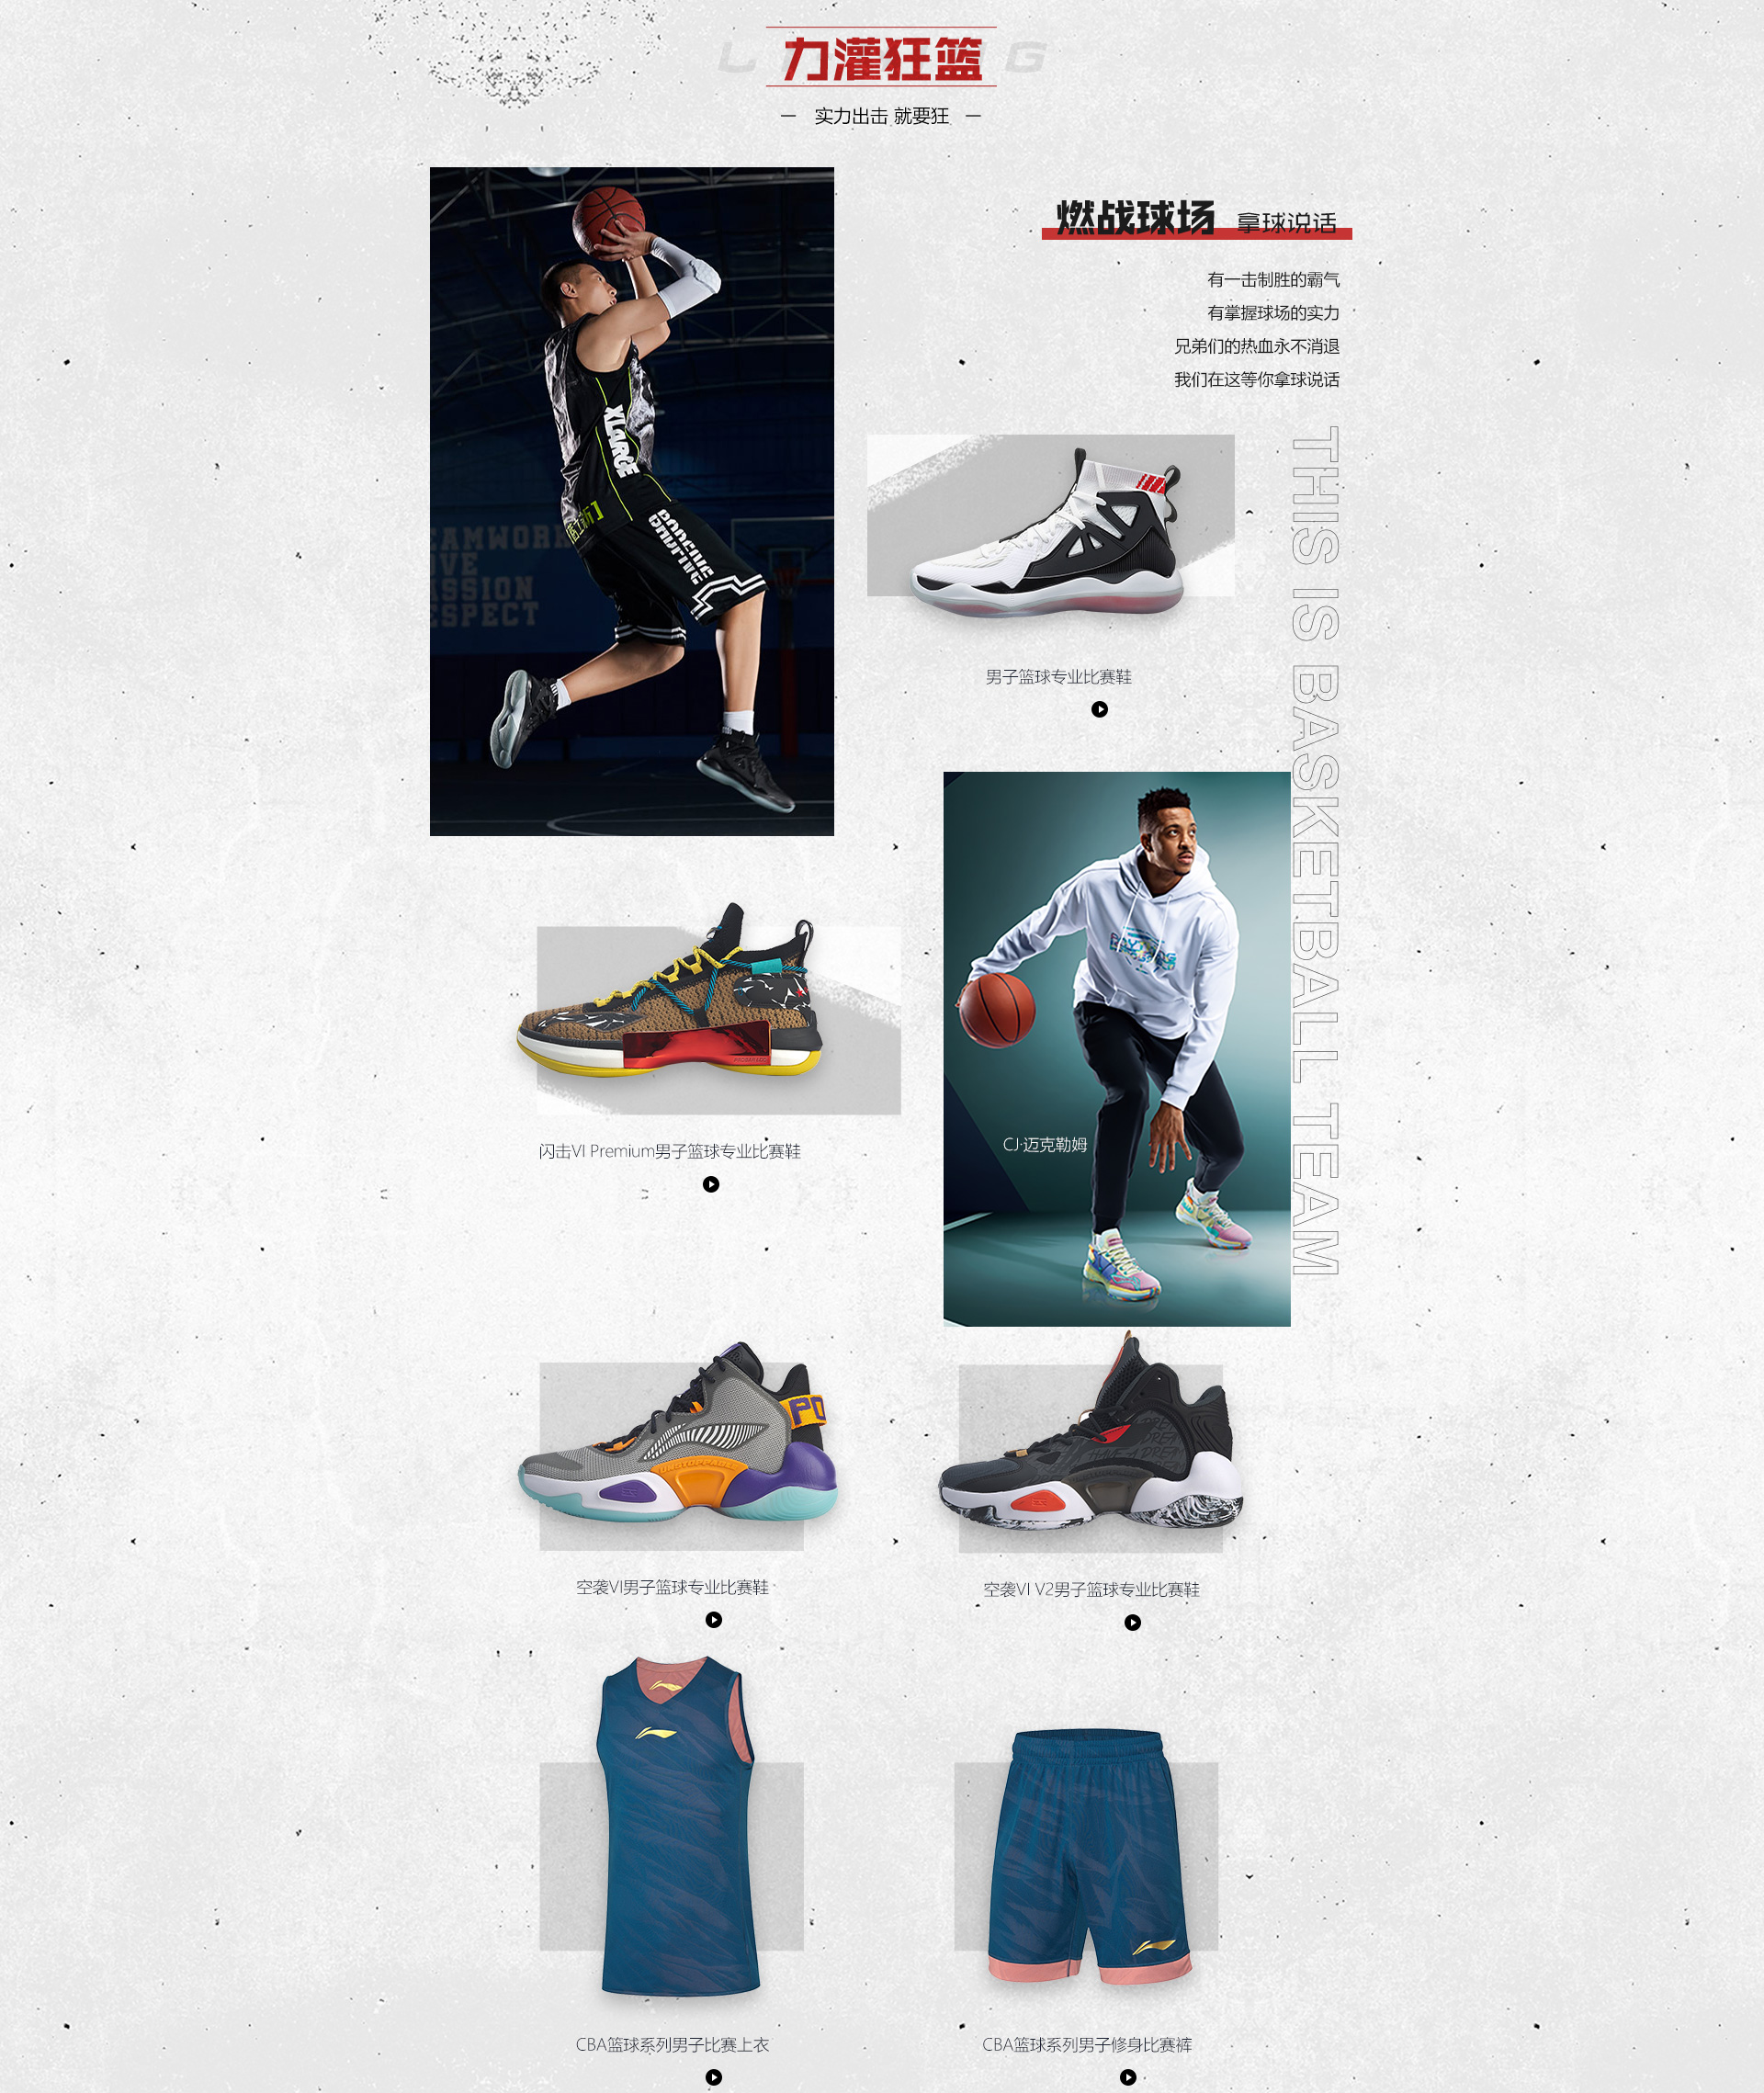 力灌狂篮
实力出击 就要狂
燃战球场 拿球说话
有一击制胜的霸气
有掌握球场的实力
兄弟们的热血永不消退
我们在这等你拿球说话
XLARGE
THIS IS BASKETBALL TEAM
男子篮球专业比赛鞋
闪击VI Premium男子篮球专业比赛鞋
CJ·迈克勒姆
空袭VI男子篮球专业比赛鞋
空袭VI V2男子篮球专业比赛鞋
CBA篮球系列男子比赛上衣
CBA篮球系列男子修身比赛裤